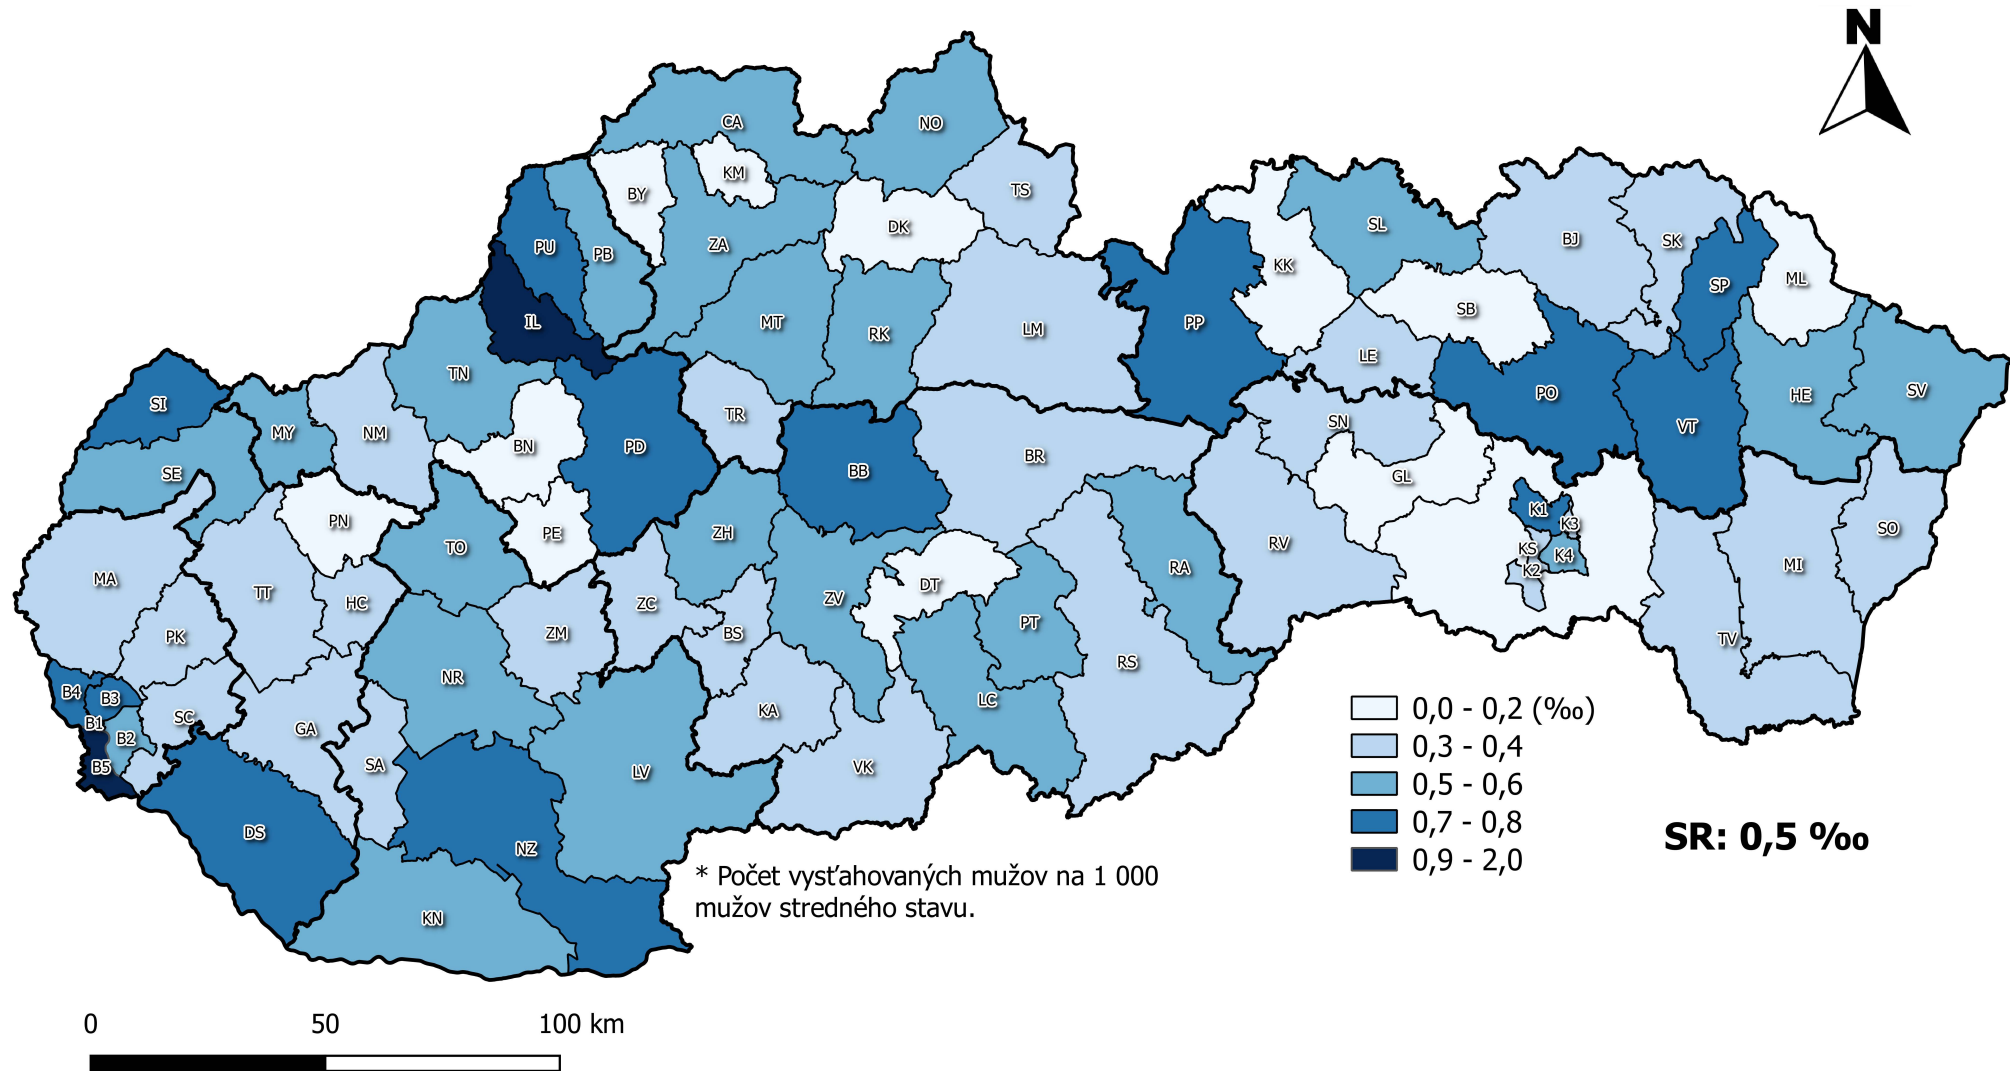 N
CA
NO
KM
BY
TS
DK
SL
PU
PB
ZA
BJ
SK
KK
ML
SP
IL
MT
RK
LM
PP
SB
LE
TN
SI
MY
NM
TR
PO
HE
SV
BN
PD
SN
VT
SE
BB
BR
GL
PN
TO
PE
ZH
K1
K3
SO
MA
TT
HC
RV
KS
K4
K2
MI
RA
DT
ZC
ZV
PK
ZM
BS
PT
TV
NR
RS
B4
B3
B1
B2
SC
GA
KA
LC
B5
SA
LV
VK
DS
NZ
KN
0,0 - 0,2 (‰)
0,3 - 0,4
0,5 - 0,6
0,7 - 0,8
0,9 - 2,0
SR: 0,5 ‰
* Počet vysťahovaných mužov na 1 000
mužov stredného stavu.
0 50 100 km